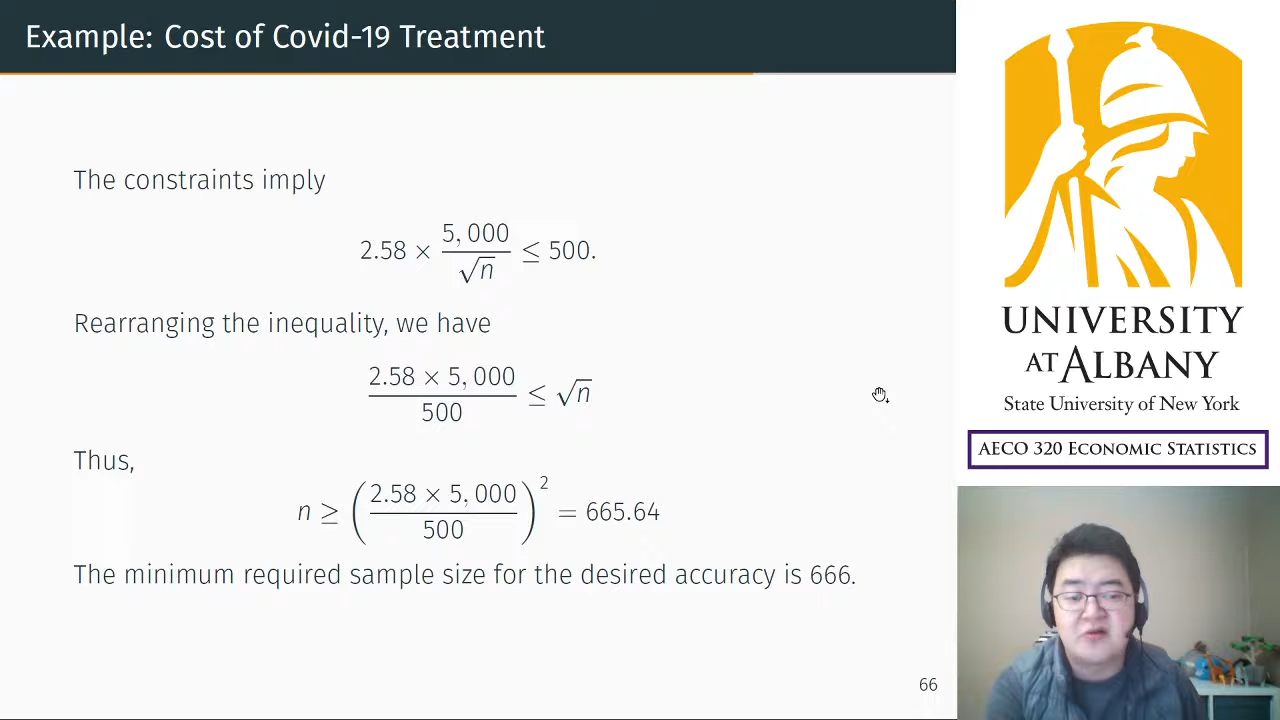 Example: Cost of Covid-19 Treatment
The constraints imply
2.58 × 5,000/√n ≤ 500.
Rearranging the inequality, we have
2.58 × 5,000/500 ≤ √n
Thus,
n ≥ (2.58 × 5,000/500)² = 665.64
The minimum required sample size for the desired accuracy is 666.
66
UNIVERSITY
AT ALBANY
State University of New York
AECO 320 ECONOMIC STATISTICS